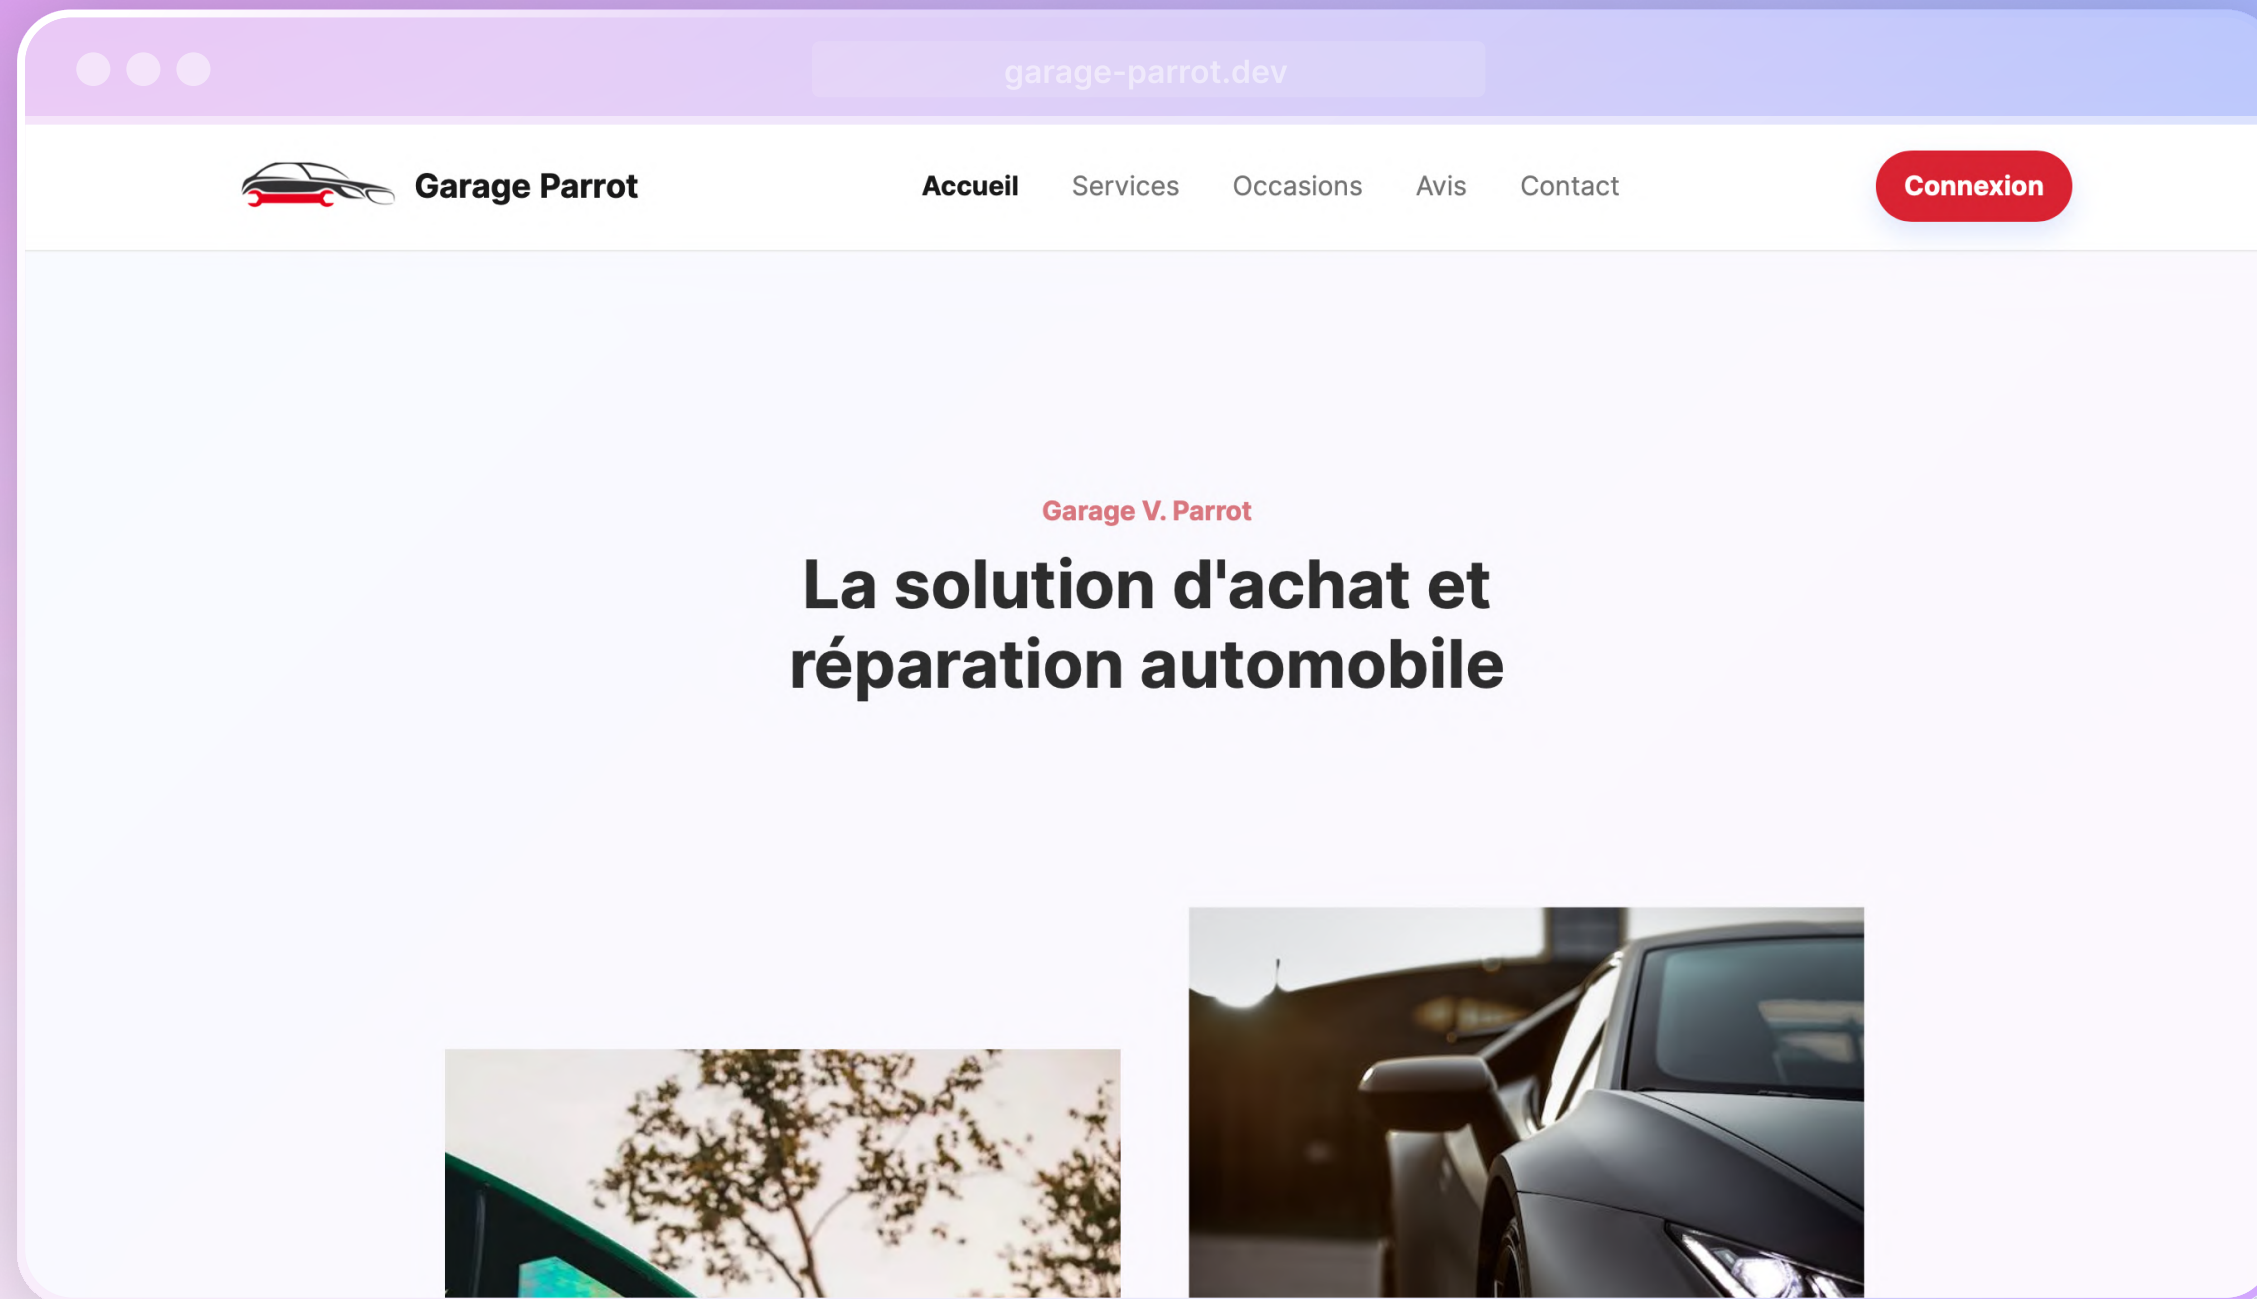 garage-parrot.dev
Garage Parrot
Accueil Services Occasions Avis Contact
Connexion
Garage V. Parrot
La solution d'achat et
réparation automobile